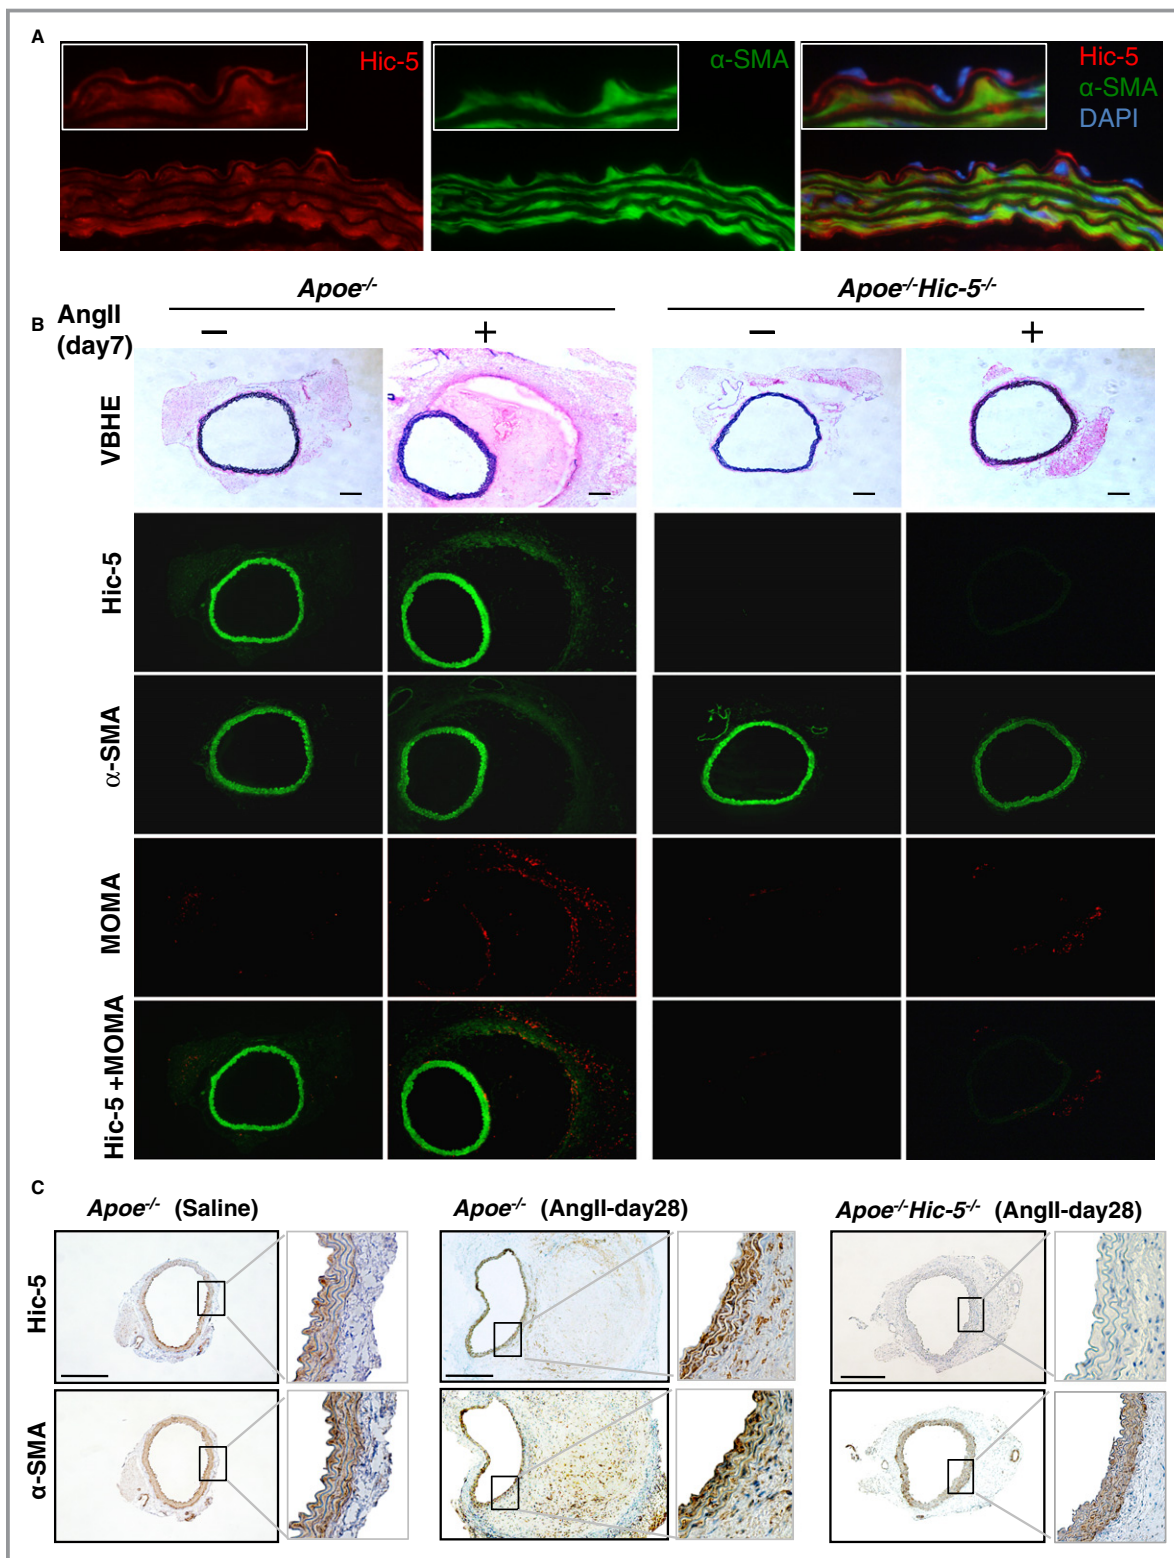 A
Hic-5
α-SMA
Hic-5
α-SMA
DAPI
Apoe-/-
Apoe-/-Hic-5-/-
B
AngII
(day7)
−
+
−
+
VBHE
Hic-5
α-SMA
MOMA
Hic-5 +MOMA
C
Apoe-/- (Saline)
Apoe-/- (AngII-day28)
Apoe-/-Hic-5-/- (AngII-day28)
Hic-5
α-SMA